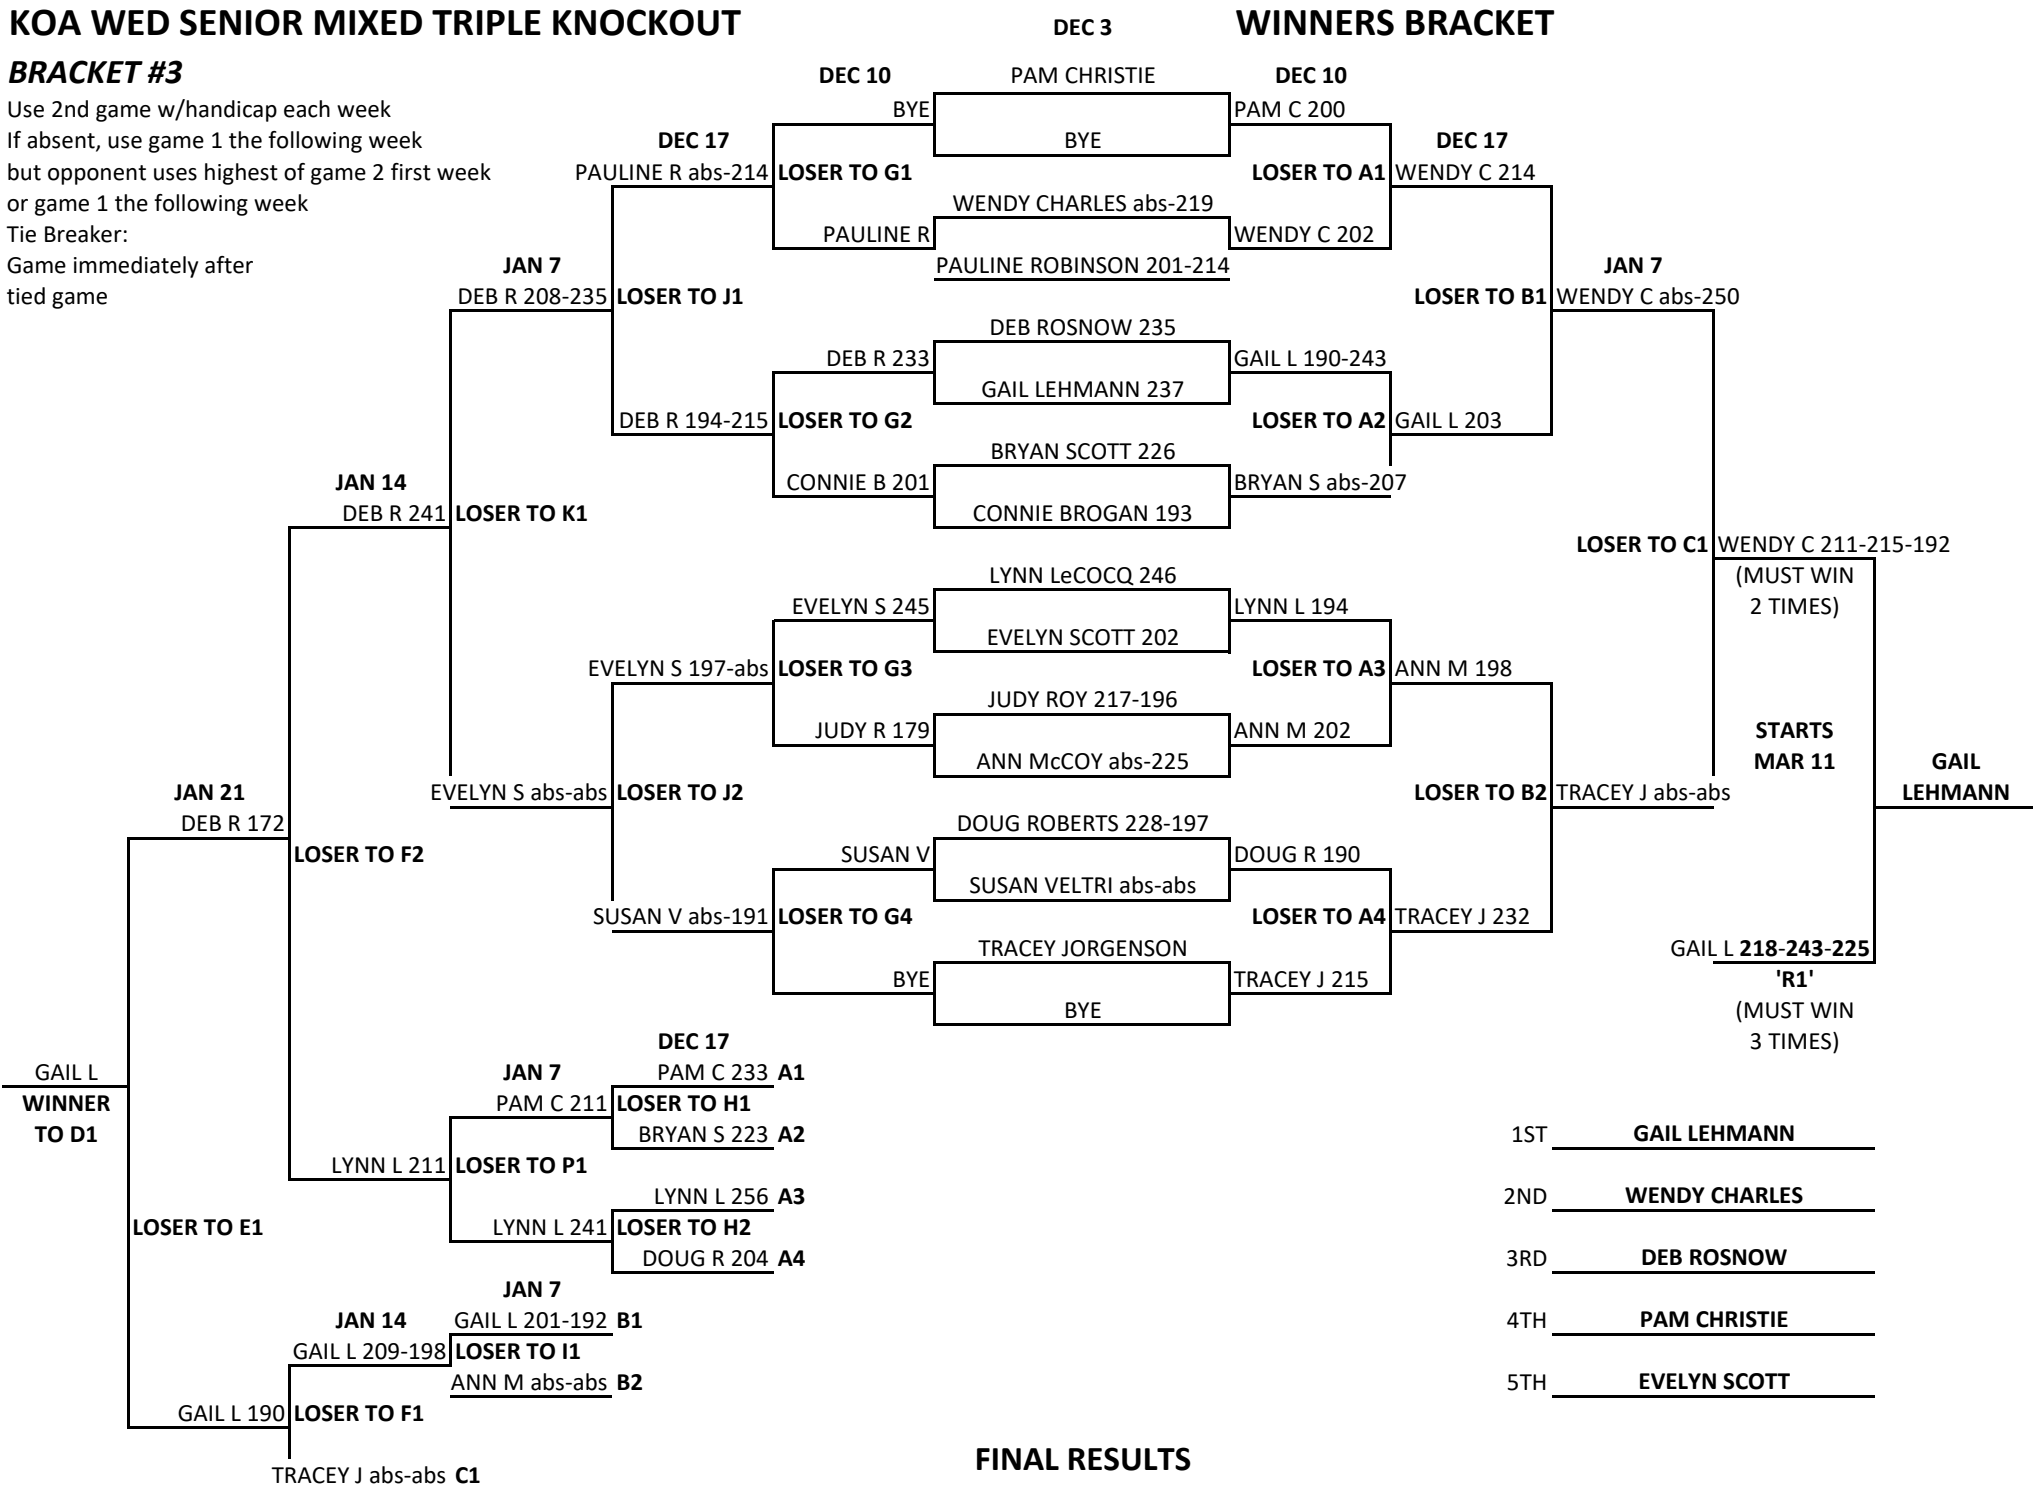 KOA WED SENIOR MIXED TRIPLE KNOCKOUT
DEC 3
WINNERS BRACKET
BRACKET #3
DEC 10
PAM CHRISTIE
DEC 10
Use 2nd game w/handicap each week
BYE
PAM C 200
If absent, use game 1 the following week
DEC 17
BYE
DEC 17
but opponent uses highest of game 2 first week
PAULINE R abs-214
LOSER TO G1
LOSER TO A1
WENDY C 214
or game 1 the following week
WENDY CHARLES abs-219
Tie Breaker:
PAULINE R
WENDY C 202
Game immediately after
JAN 7
PAULINE ROBINSON 201-214
JAN 7
tied game
DEB R 208-235
LOSER TO J1
LOSER TO B1
WENDY C abs-250
DEB ROSNOW 235
DEB R 233
GAIL L 190-243
GAIL LEHMANN 237
DEB R 194-215
LOSER TO G2
LOSER TO A2
GAIL L 203
BRYAN SCOTT 226
JAN 14
CONNIE B 201
BRYAN S abs-207
DEB R 241
LOSER TO K1
CONNIE BROGAN 193
LOSER TO C1
WENDY C 211-215-192
LYNN LeCOCQ 246
(MUST WIN
EVELYN S 245
LYNN L 194
2 TIMES)
EVELYN SCOTT 202
EVELYN S 197-abs
LOSER TO G3
LOSER TO A3
ANN M 198
JUDY ROY 217-196
JUDY R 179
ANN M 202
STARTS
ANN McCOY abs-225
MAR 11
GAIL
JAN 21
EVELYN S abs-abs
LOSER TO J2
LOSER TO B2
TRACEY J abs-abs
LEHMANN
DEB R 172
DOUG ROBERTS 228-197
LOSER TO F2
SUSAN V
DOUG R 190
SUSAN VELTRI abs-abs
SUSAN V abs-191
LOSER TO G4
LOSER TO A4
TRACEY J 232
TRACEY JORGENSON
GAIL L 218-243-225
BYE
TRACEY J 215
'R1'
BYE
(MUST WIN
DEC 17
3 TIMES)
GAIL L
JAN 7
PAM C 233 A1
WINNER
PAM C 211
LOSER TO H1
TO D1
BRYAN S 223 A2
1ST
GAIL LEHMANN
LYNN L 211
LOSER TO P1
LYNN L 256 A3
2ND
WENDY CHARLES
LOSER TO E1
LYNN L 241
LOSER TO H2
DOUG R 204 A4
3RD
DEB ROSNOW
JAN 7
JAN 14
GAIL L 201-192 B1
4TH
PAM CHRISTIE
GAIL L 209-198
LOSER TO I1
ANN M abs-abs B2
5TH
EVELYN SCOTT
GAIL L 190
LOSER TO F1
FINAL RESULTS
TRACEY J abs-abs C1